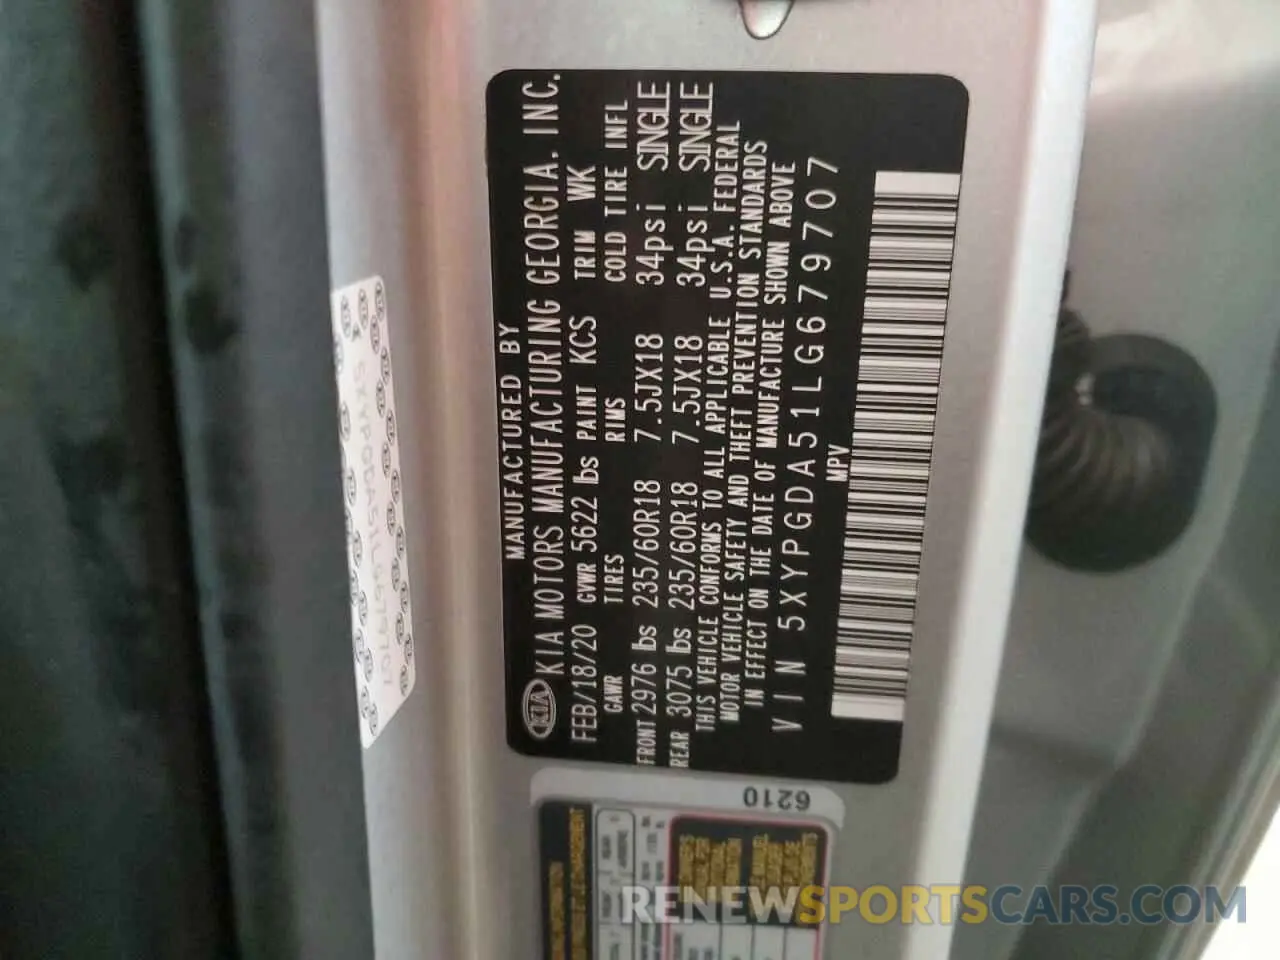 MANUFACTURED BY
KIA KIA MOTORS MANUFACTURING GEORGIA, INC.
FEB/18/20 GVWR 5622 lbs PAINT KCS TRIM WK
GAWR TIRES RIMS COLD TIRE INFL
FRONT 2976 lbs 235/60R18 7.5JX18 34psi SINGLE
REAR 3075 lbs 235/60R18 7.5JX18 34psi SINGLE
THIS VEHICLE CONFORMS TO ALL APPLICABLE U.S.A. FEDERAL
MOTOR VEHICLE SAFETY AND THEFT PREVENTION STANDARDS
IN EFFECT ON THE DATE OF MANUFACTURE SHOWN ABOVE
VIN 5XYPGDA51LG679707
MPV
5XYPGDA51LG679707
6210
RENEWSPORTSCARS.COM